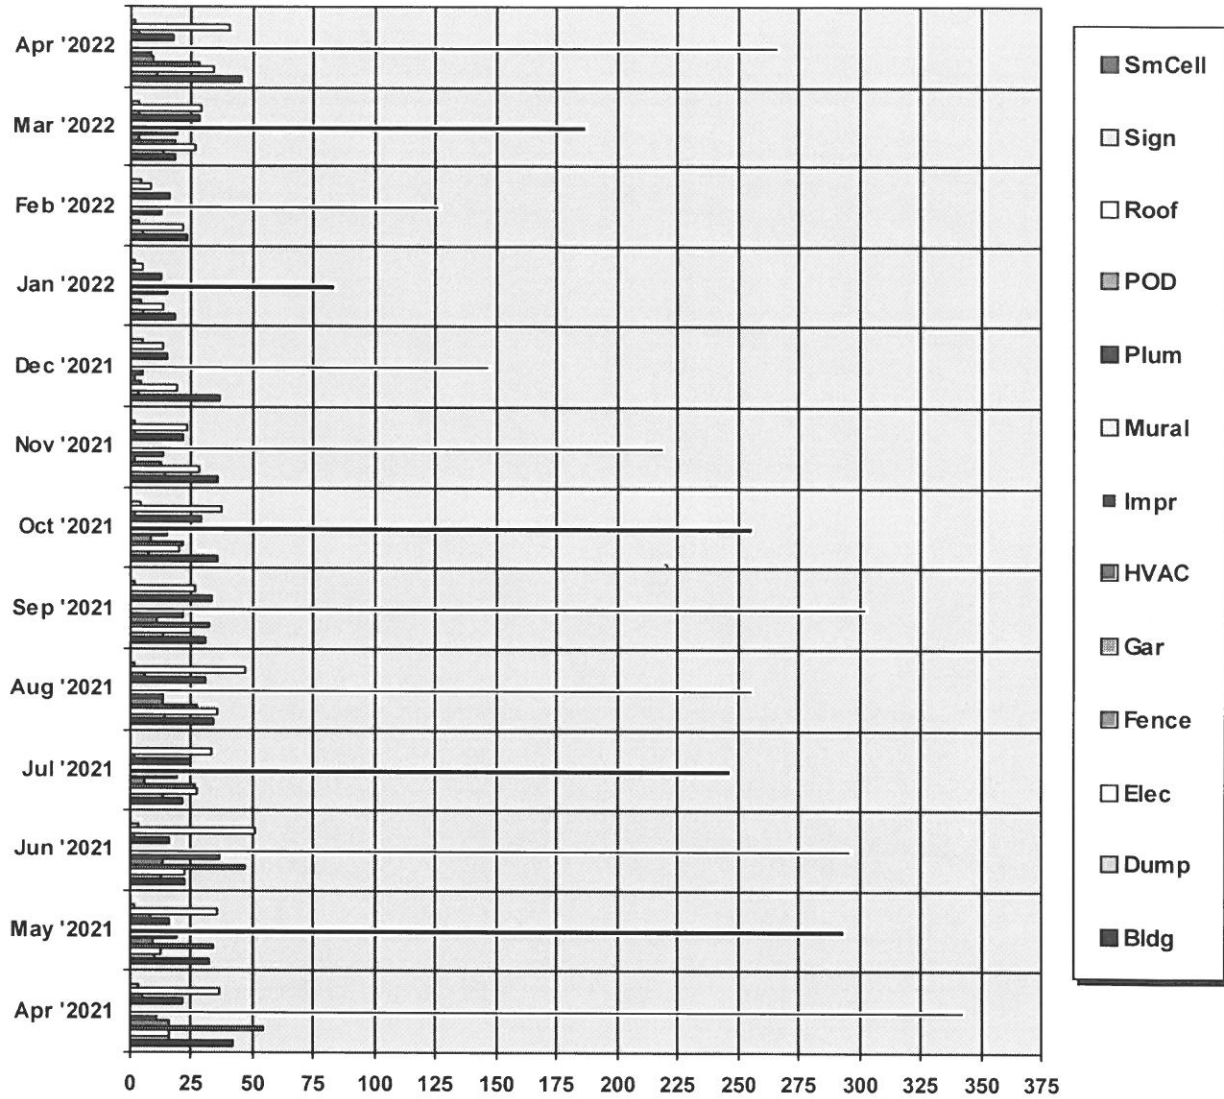 Apr '2022
Mar '2022
Feb '2022
Jan '2022
Dec '2021
Nov '2021
Oct '2021
Sep '2021
Aug '2021
Jul '2021
Jun '2021
May '2021
Apr '2021
0 25 50 75 100 125 150 175 200 225 250 275 300 325 350 375
SmCell
Sign
Roof
POD
Plum
Mural
Impr
HVAC
Gar
Fence
Elec
Dump
Bldg